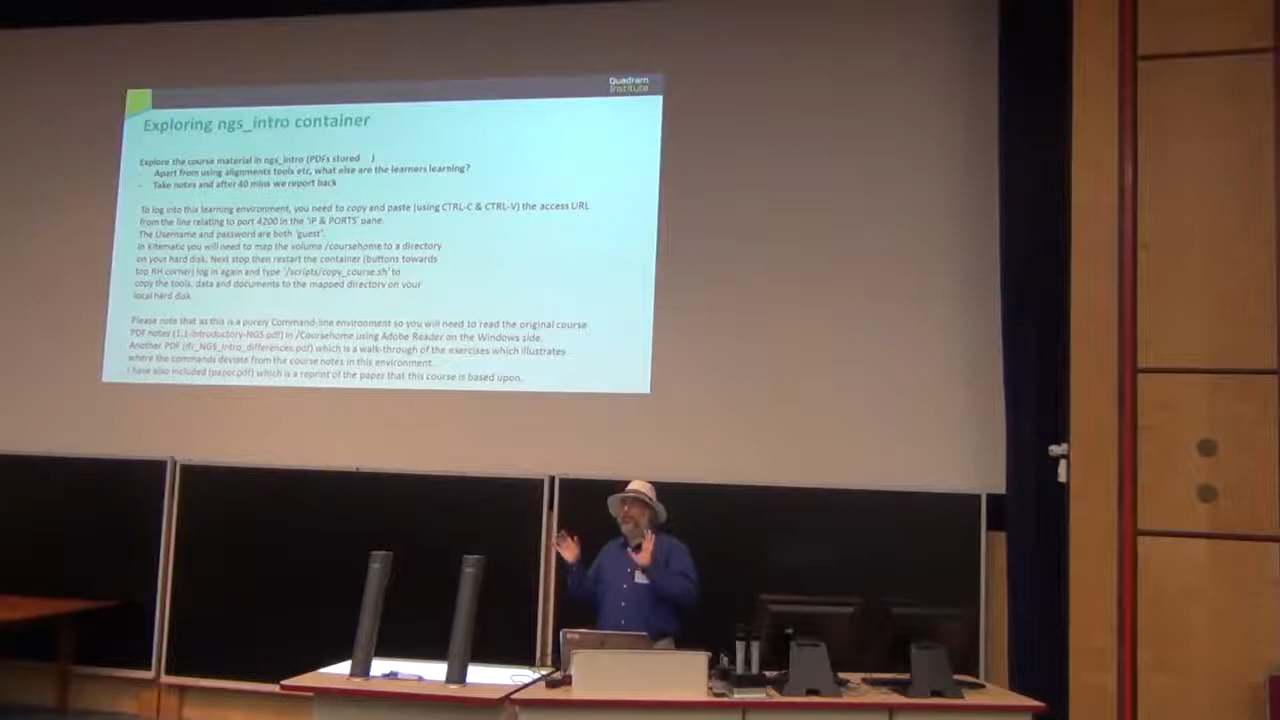 Quadram
Institute
Exploring ngs_intro container
Explore the course material in ngs_intro (PDFs stored )
- Apart from using alignments tools etc, what else are the learners learning?
- Take notes and after 40 mins we report back
To log into this learning environment, you need to copy and paste (using CTRL-C & CTRL-V) the access URL
from the line relating to port 4200 in the 'IP & PORTS' pane.
The Username and password are both 'guest'.
In Kitematic you will need to map the volume /coursehome to a directory
on your hard disk. Next stop then restart the container (buttons towards
top RH corner) log in again and type '/scripts/copy_course.sh' to
copy the tools, data and documents to the mapped directory on your
local hard disk.
Please note that as this is a purely Command-line environment so you will need to read the original course
PDF notes (1.1-Introductory-NGS.pdf) in /Coursehome using Adobe Reader on the Windows side.
Another PDF (ifr_NGS_Intro_differences.pdf) which is a walk-through of the exercises which illustrates
where the commands deviate from the course notes in this environment.
I have also included (paper.pdf) which is a reprint of the paper that this course is based upon.